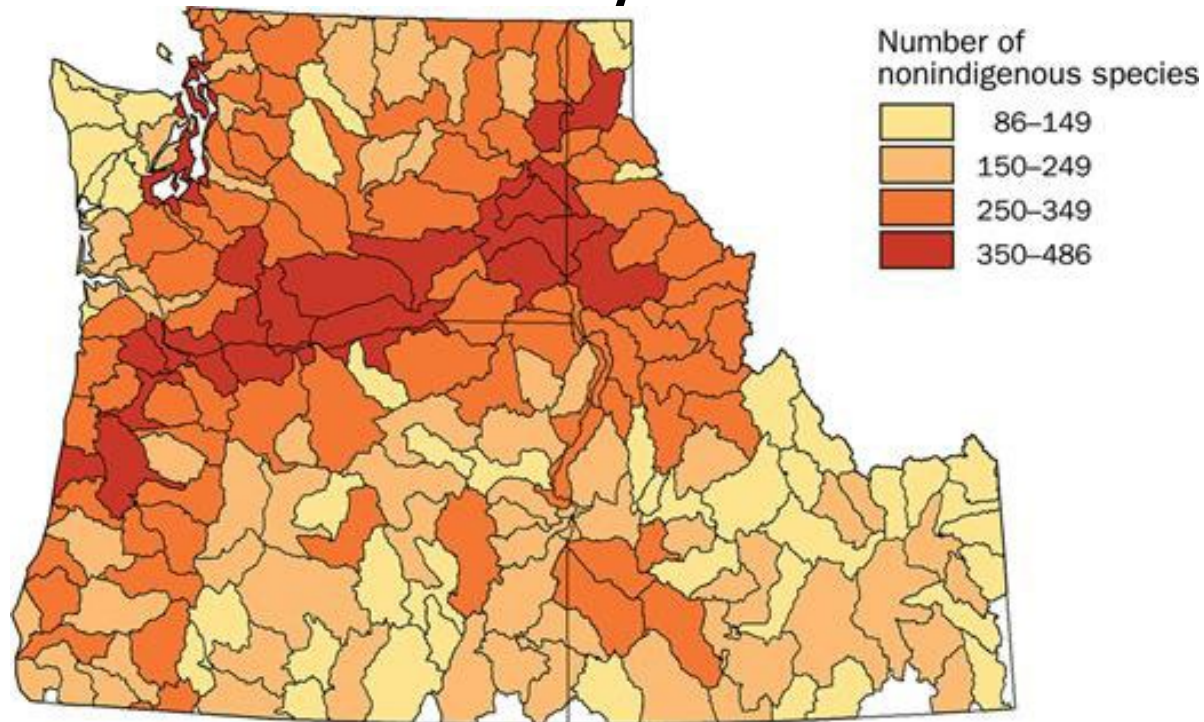 Number of
nonindigenous species
86–149
150–249
250–349
350–486